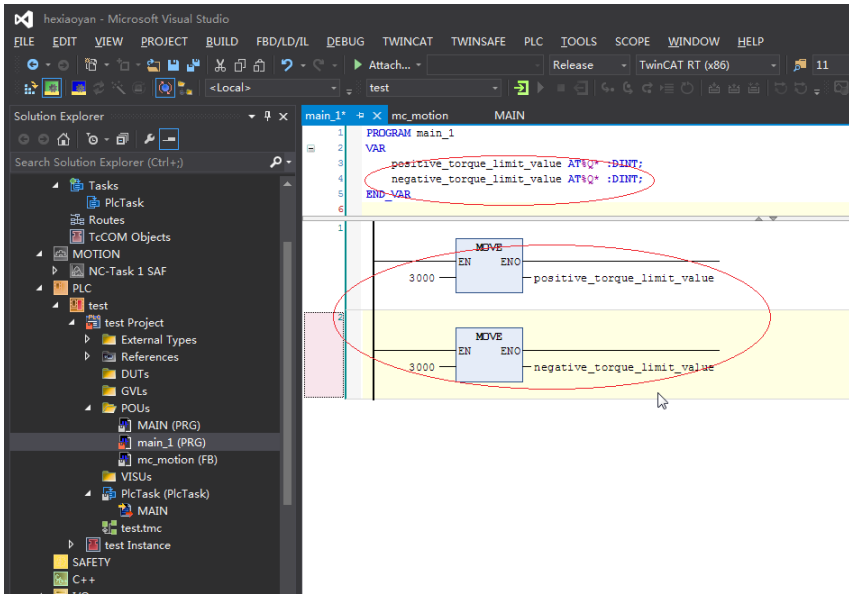 hexiaoyan - Microsoft Visual Studio
FILE EDIT VIEW PROJECT BUILD FBD/LD/IL DEBUG TWINCAT TWINSAFE PLC TOOLS SCOPE WINDOW HELP
Attach... Release TwinCAT RT (x86) 11
<Local> test
Solution Explorer
Search Solution Explorer (Ctrl+;)
Tasks
PlcTask
Routes
TcCOM Objects
MOTION
NC-Task 1 SAF
PLC
test
test Project
External Types
References
DUTs
GVLs
POUs
MAIN (PRG)
main_1 (PRG)
mc_motion (FB)
VISUs
PlcTask (PlcTask)
MAIN
test.tmc
test Instance
SAFETY
C++
I/O
main_1* mc_motion MAIN
1 PROGRAM main_1
2 VAR
3 positive_torque_limit_value AT%Q* :DINT;
4 negative_torque_limit_value AT%Q* :DINT;
5 END_VAR
6
1
MOVE
EN ENO
3000 positive_torque_limit_value
2
MOVE
EN ENO
3000 negative_torque_limit_value